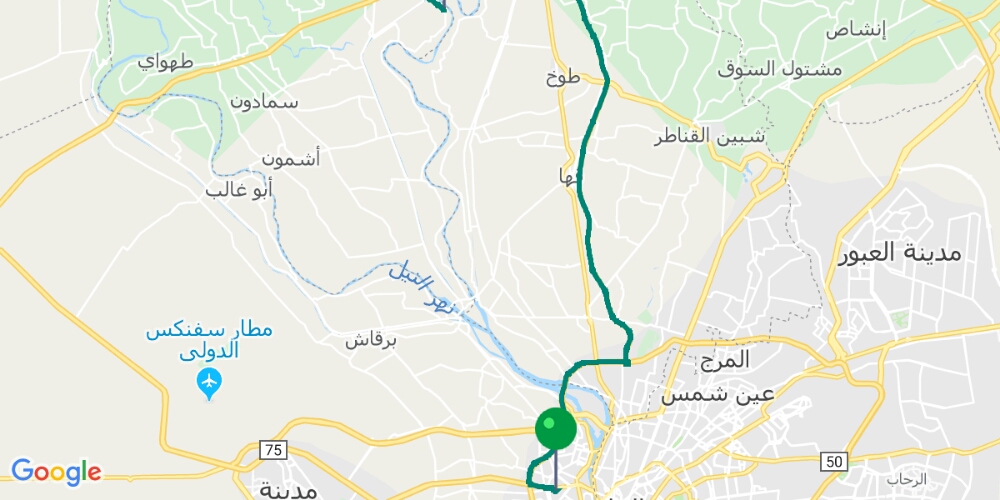 إنشاص
طهواي
مشتول السوق
طوخ
سمادون
شبين القناطر
أشمون
ها
أبو غالب
مدينة العبور
نهر النيل
مطار سفنكس
الدولى
برقاش
المرج
عين شمس
75
50
Google
الرحاب
مدينة